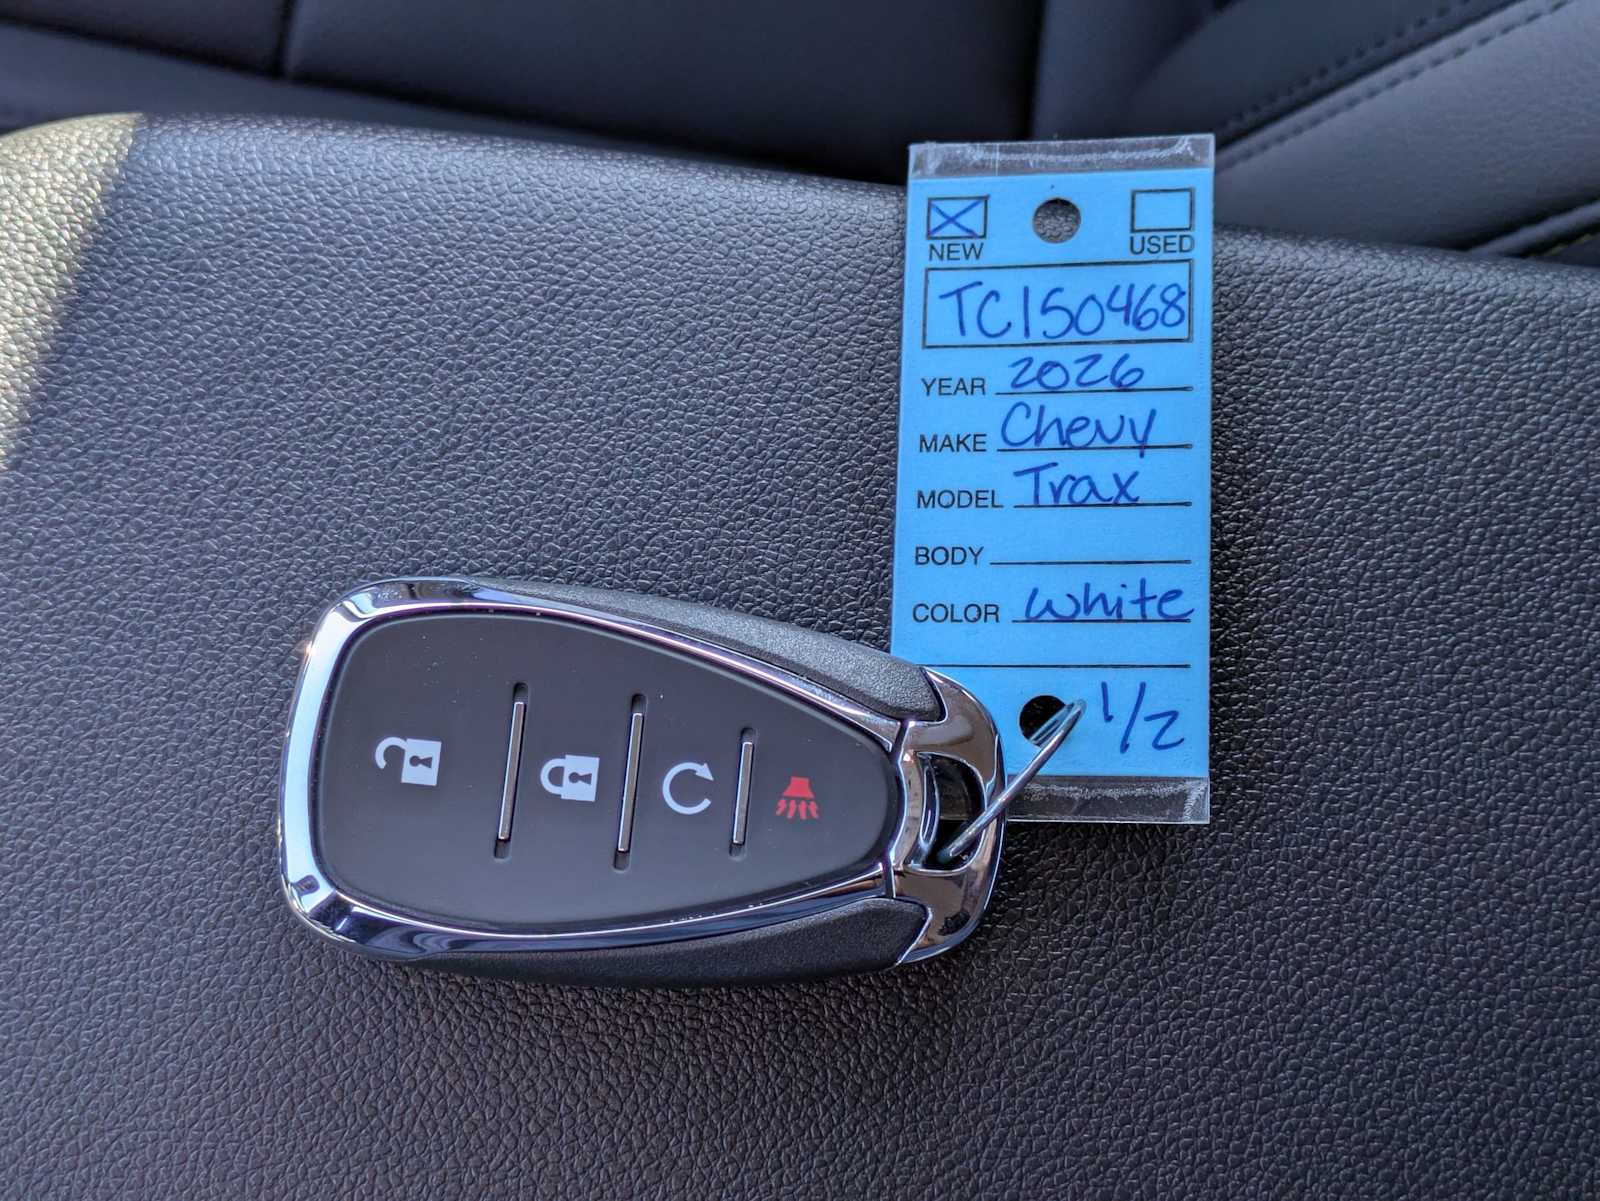 NEW USED
TC150468
YEAR 2026
MAKE Chevy
MODEL Trax
BODY
COLOR White
1/2